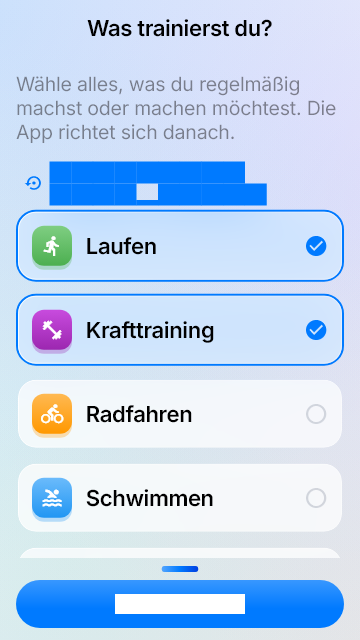 Was trainierst du?
Wähle alles, was du regelmäßig
machst oder machen möchtest. Die
App richtet sich danach.
Laufen
Krafttraining
Radfahren
Schwimmen